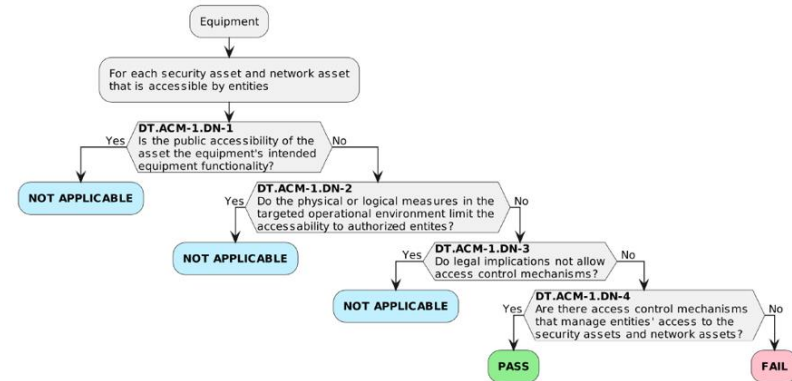 Equipment
For each security asset and network asset
that is accessible by entities
DT.ACM-1.DN-1
Yes
Is the public accessibility of the
No
asset the equipment's intended
equipment functionality?
NOT APPLICABLE
DT.ACM-1.DN-2
Yes
Do the physical or logical measures in the
No
targeted operational environment limit the
accessability to authorized entites?
NOT APPLICABLE
DT.ACM-1.DN-3
Yes
Do legal implications not allow
No
access control mechanisms?
NOT APPLICABLE
DT.ACM-1.DN-4
Yes
Are there access control mechanisms
No
that manage entities' access to the
security assets and network assets?
PASS
FAIL